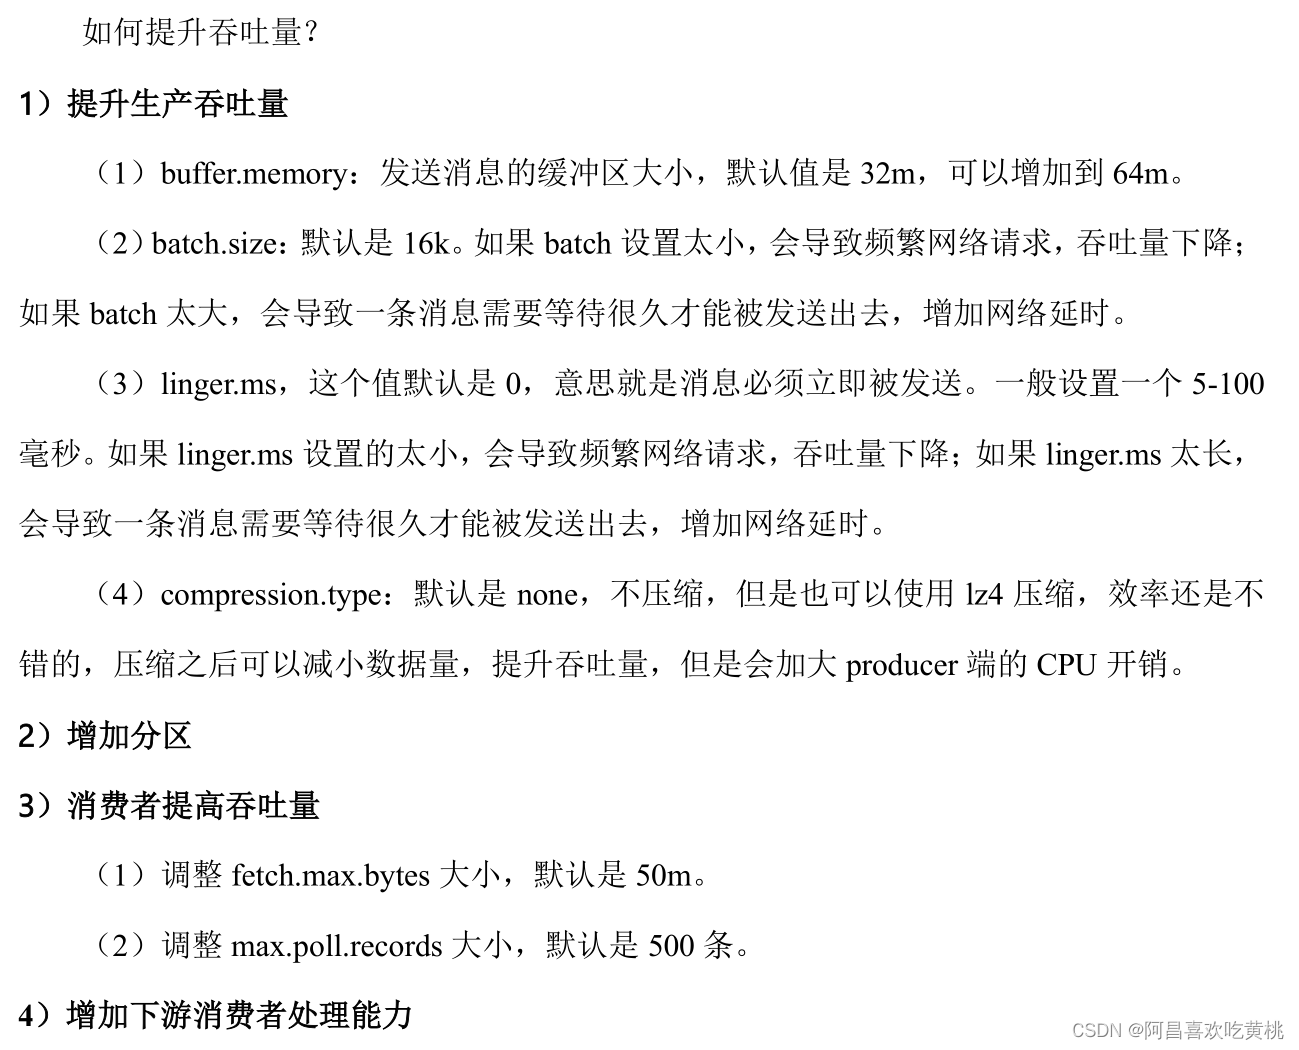 如何提升吞吐量？
1）提升生产吞吐量
（1）buffer.memory：发送消息的缓冲区大小，默认值是 32m，可以增加到 64m。
（2）batch.size：默认是 16k。如果 batch 设置太小，会导致频繁网络请求，吞吐量下降；
如果 batch 太大，会导致一条消息需要等待很久才能被发送出去，增加网络延时。
（3）linger.ms，这个值默认是 0，意思就是消息必须立即被发送。一般设置一个 5-100
毫秒。如果 linger.ms 设置的太小，会导致频繁网络请求，吞吐量下降；如果 linger.ms 太长，
会导致一条消息需要等待很久才能被发送出去，增加网络延时。
（4）compression.type：默认是 none，不压缩，但是也可以使用 lz4 压缩，效率还是不
错的，压缩之后可以减小数据量，提升吞吐量，但是会加大 producer 端的 CPU 开销。
2）增加分区
3）消费者提高吞吐量
（1）调整 fetch.max.bytes 大小，默认是 50m。
（2）调整 max.poll.records 大小，默认是 500 条。
4）增加下游消费者处理能力
CSDN @阿昌喜欢吃黄桃